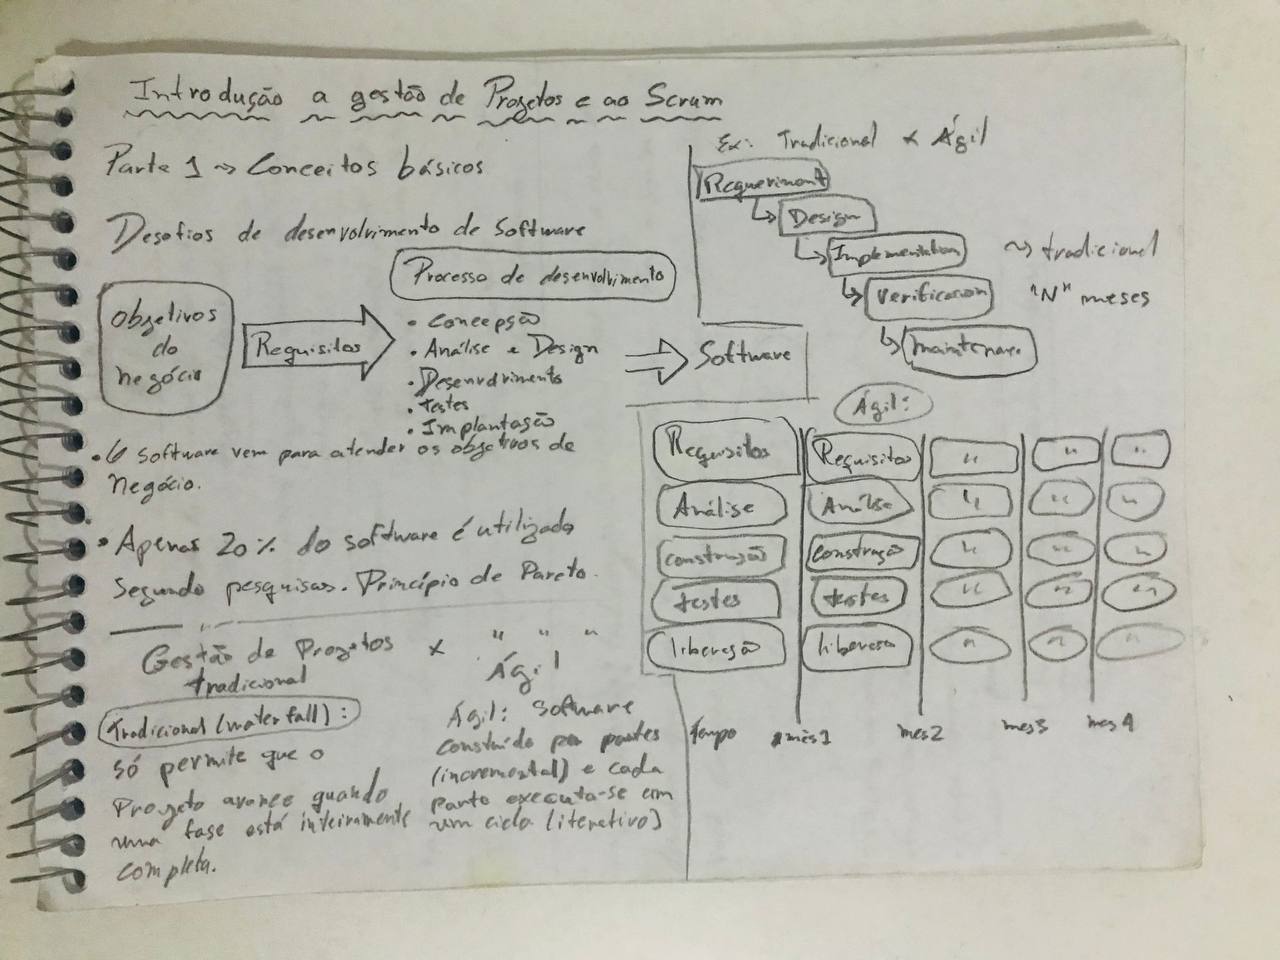 Introdução a gestão de Projetos e ao Scrum
Parte 1 ~> Conceitos básicos
Desafios de desenvolvimento de Software
Objetivos
do
negócio
Requisitos
Processo de desenvolvimento
• Concepção
• Análise e Design
• Desenvolvimento
• Testes
• Implantação
Software
• O software vem para atender os objetivos de
negócio.
• Apenas 20% do software é utilizado
segundo pesquisas. Princípio de Pareto.
Gestão de Projetos x " " "
tradicional Ágil
Tradicional (waterfall):
só permite que o
Projeto avance quando
uma fase está inteiramente
completa.
Ágil: Software
construído por partes
(incremental) e cada
parte executa-se em
um ciclo (iterativo)
Ex: Tradicional x Ágil
Requeriment
Design
Implementation
Verification
maintenan.
~> tradicional
"N" meses
Ágil:
Requisitos Requisitos " " "
Análise Análise " " "
construção construção " " "
testes testes " " "
liberação liberação " " "
tempo mês1 mes2 mes3 mes4